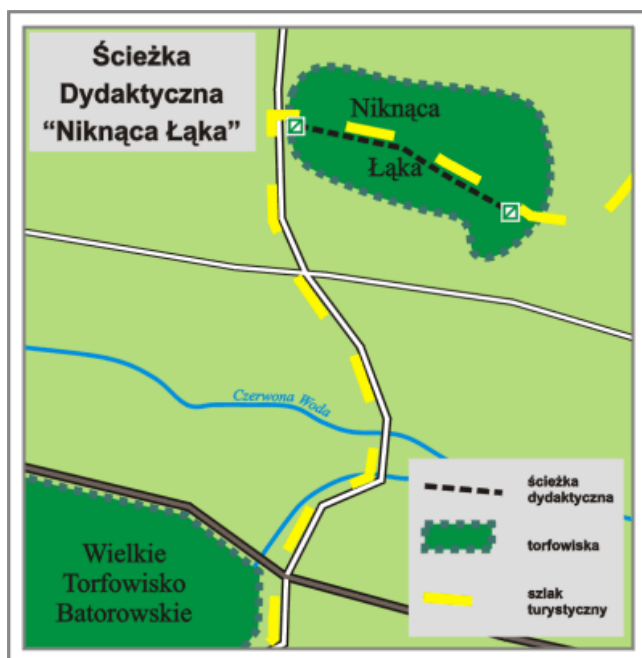 Ścieżka
Dydaktyczna
“Niknąca Łąka”
Niknąca
Łąka
Czerwona Woda
Wielkie
Torfowisko
Batorowskie
ścieżka
dydaktyczna
torfowiska
szlak
turystyczny